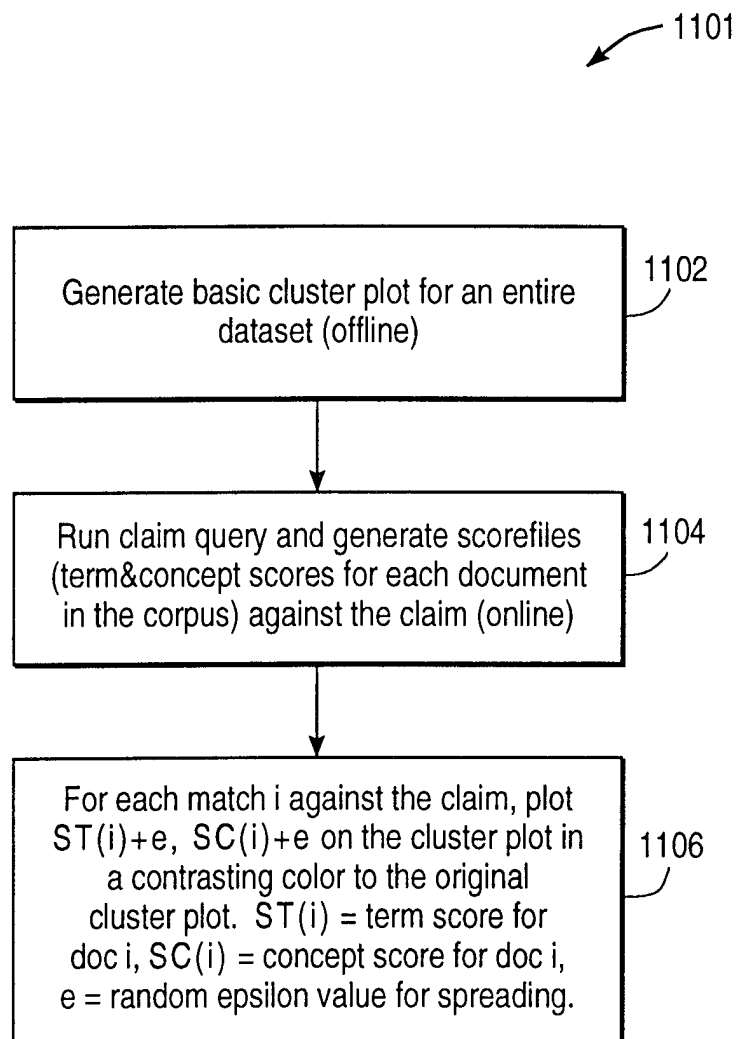 1101
Generate basic cluster plot for an entire
dataset (offline)
1102
Run claim query and generate scorefiles
(term&concept scores for each document
in the corpus) against the claim (online)
1104
For each match i against the claim, plot
ST(i)+e, SC(i)+e on the cluster plot in
a contrasting color to the original
cluster plot. ST(i) = term score for
doc i, SC(i) = concept score for doc i,
e = random epsilon value for spreading.
1106